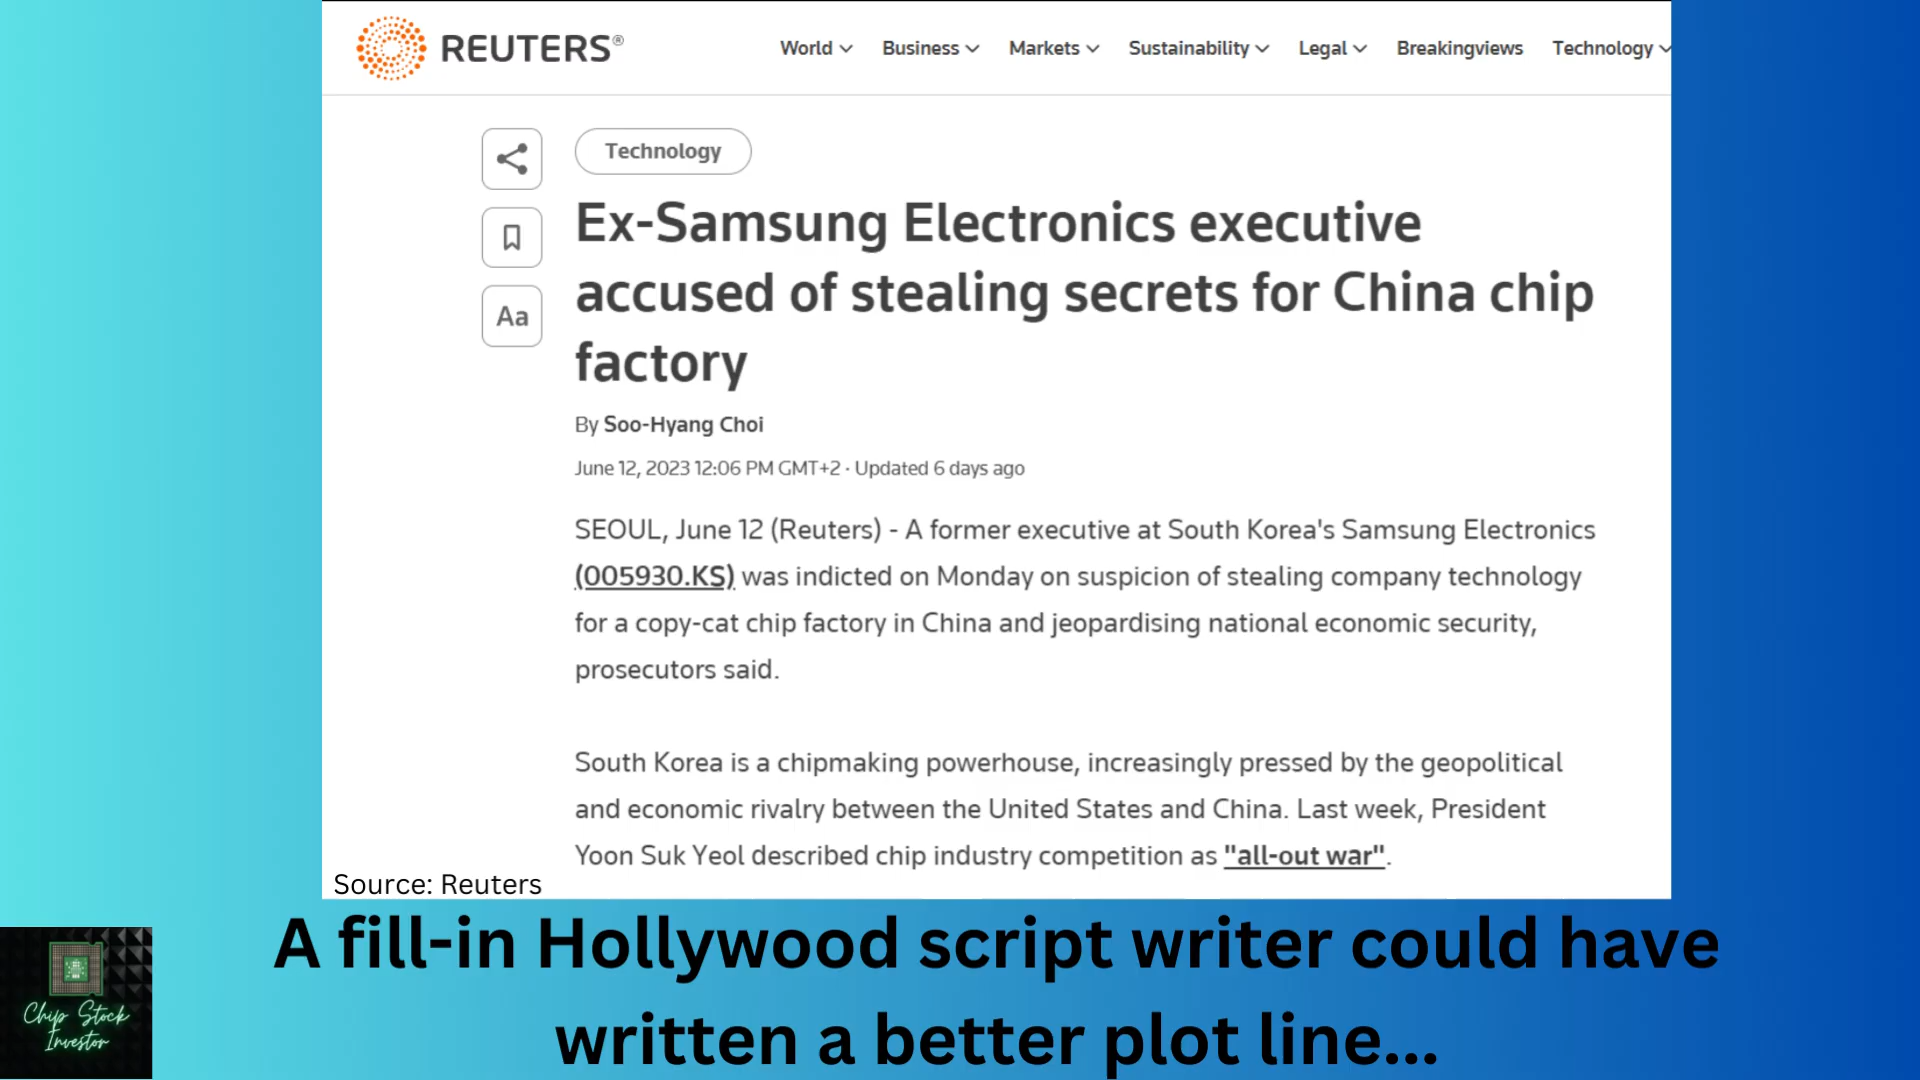 REUTERS®
World Business Markets Sustainability Legal Breakingviews Technology
Technology
Aa
Ex-Samsung Electronics executive
accused of stealing secrets for China chip
factory
By Soo-Hyang Choi
June 12, 2023 12:06 PM GMT+2 · Updated 6 days ago
SEOUL, June 12 (Reuters) - A former executive at South Korea's Samsung Electronics
(005930.KS) was indicted on Monday on suspicion of stealing company technology
for a copy-cat chip factory in China and jeopardising national economic security,
prosecutors said.
South Korea is a chipmaking powerhouse, increasingly pressed by the geopolitical
and economic rivalry between the United States and China. Last week, President
Yoon Suk Yeol described chip industry competition as "all-out war".
Source: Reuters
A fill-in Hollywood script writer could have
written a better plot line...
Chip Stock
Investor